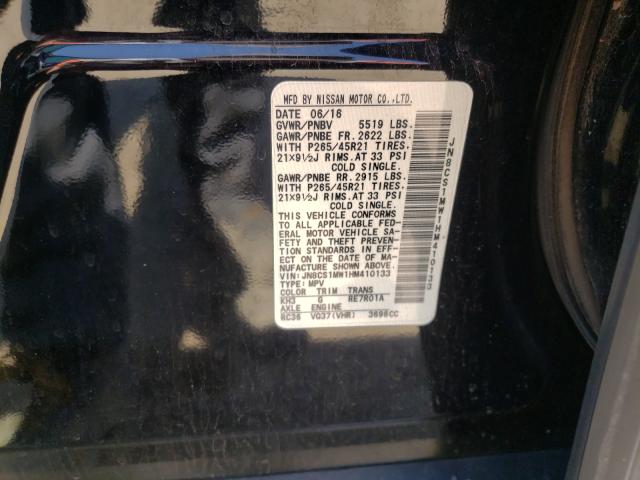 MFD BY NISSAN MOTOR CO.,LTD.
DATE 06/16
GVWR/PNBV 5519 LBS.
GAWR/PNBE FR. 2622 LBS.
WITH P265/45R21 TIRES,
21X9½J RIMS.AT 33 PSI
COLD SINGLE.
GAWR/PNBE RR. 2915 LBS.
WITH P265/45R21 TIRES,
21X9½J RIMS.AT 33 PSI
COLD SINGLE.
THIS VEHICLE CONFORMS
TO ALL APPLICABLE FED-
ERAL MOTOR VEHICLE SA-
FETY AND THEFT PREVEN-
TION STANDARDS IN EFF-
ECT ON THE DATE OF MA-
NUFACTURE SHOWN ABOVE.
VIN:JN8CS1MW1HM410133
TYPE: MPV
COLOR TRIM TRANS
KH3 G RE7R01A
AXLE ENGINE
RC36 VQ37(VHR) 3696CC
JN8CS1MW1HM410133